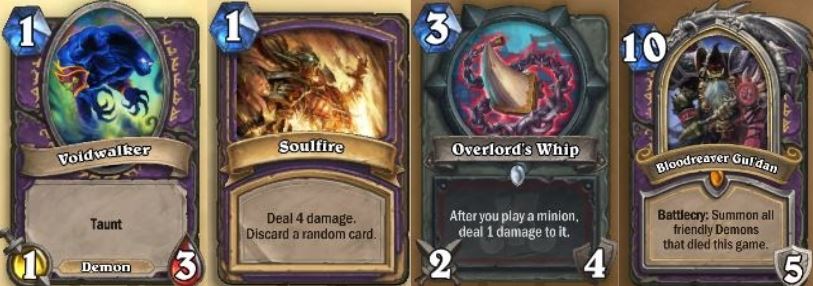 1
Voidwalker
Taunt
1
Demon
3
1
Soulfire
Deal 4 damage.
Discard a random card.
3
Overlord's Whip
After you play a minion,
deal 1 damage to it.
2
4
10
Bloodreaver Gul'dan
Battlecry: Summon all
friendly Demons
that died this game.
5